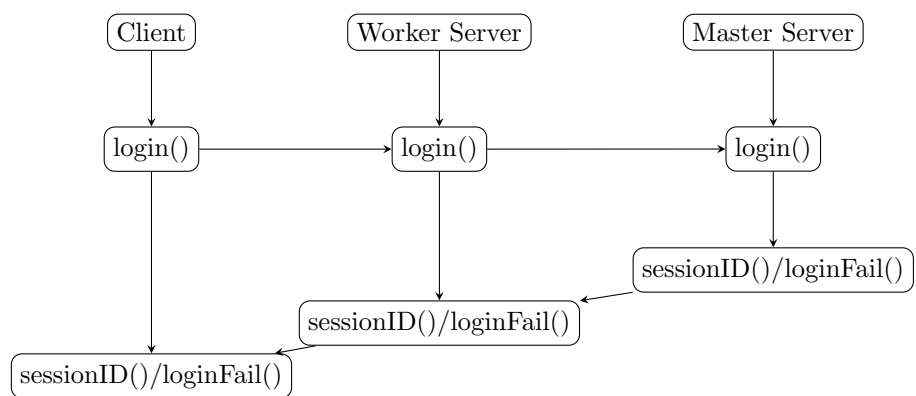 Client
Worker Server
Master Server
login()
login()
login()
sessionID()/loginFail()
sessionID()/loginFail()
sessionID()/loginFail()